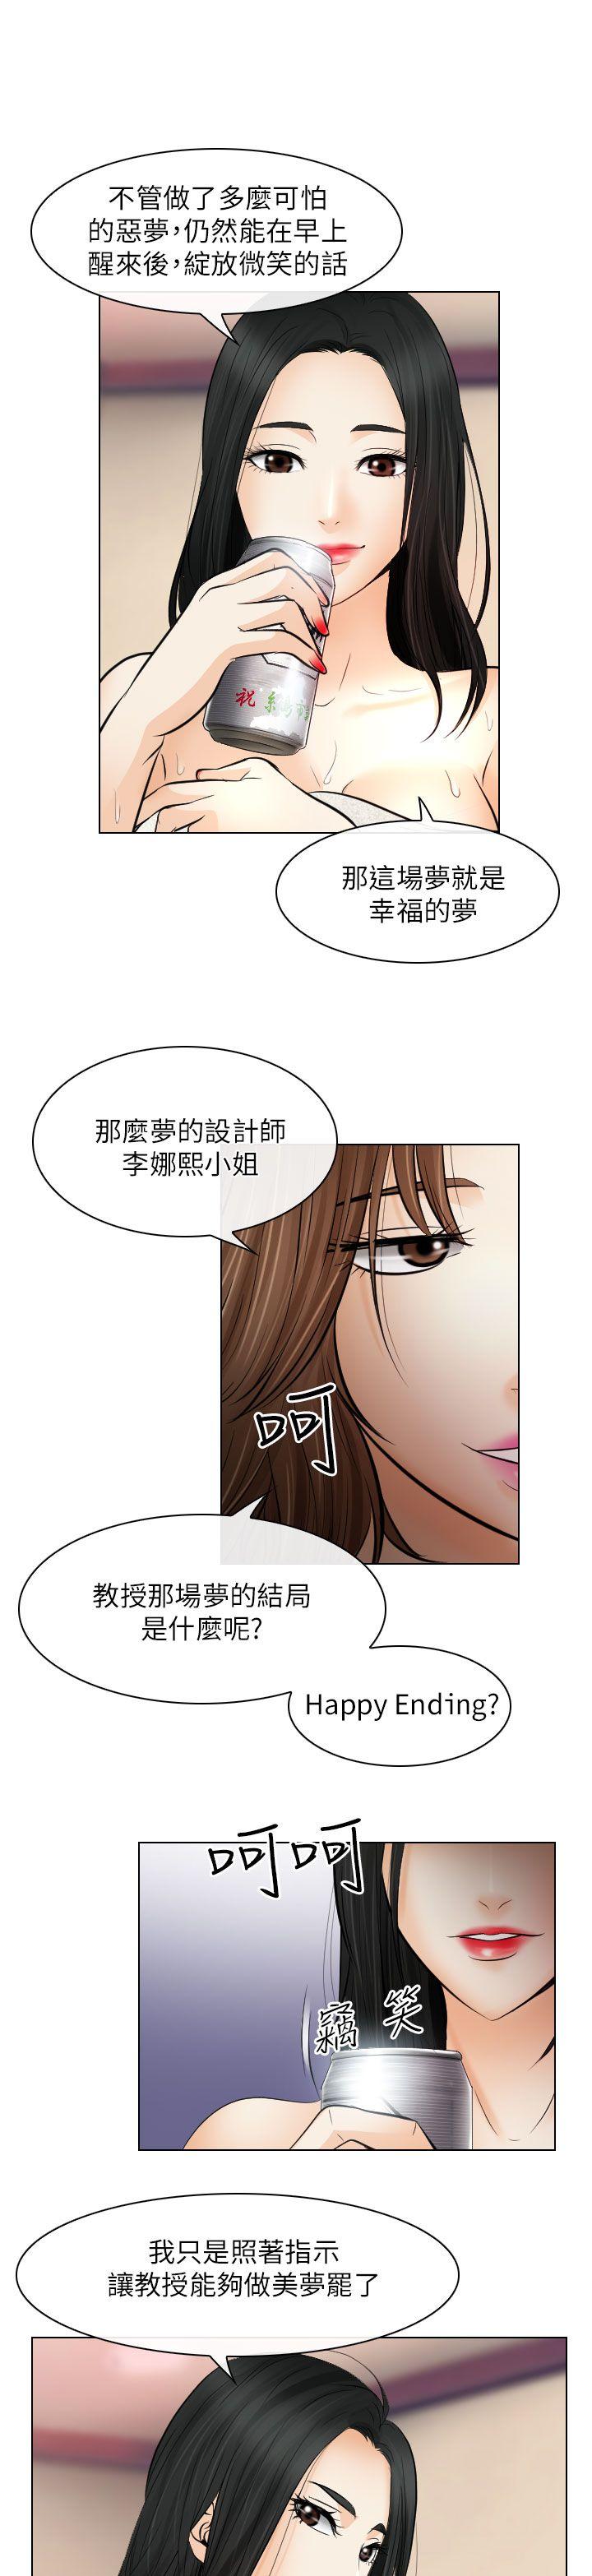 不管做了多麼可怕
的惡夢,仍然能在早上
醒來後,綻放微笑的話
祝
那這場夢就是
幸福的夢
那麼夢的設計師
李娜熙小姐
呵
教授那場夢的結局
是什麼呢?
Happy Ending?
呵呵
竊笑
我只是照著指示
讓教授能夠做美夢罷了